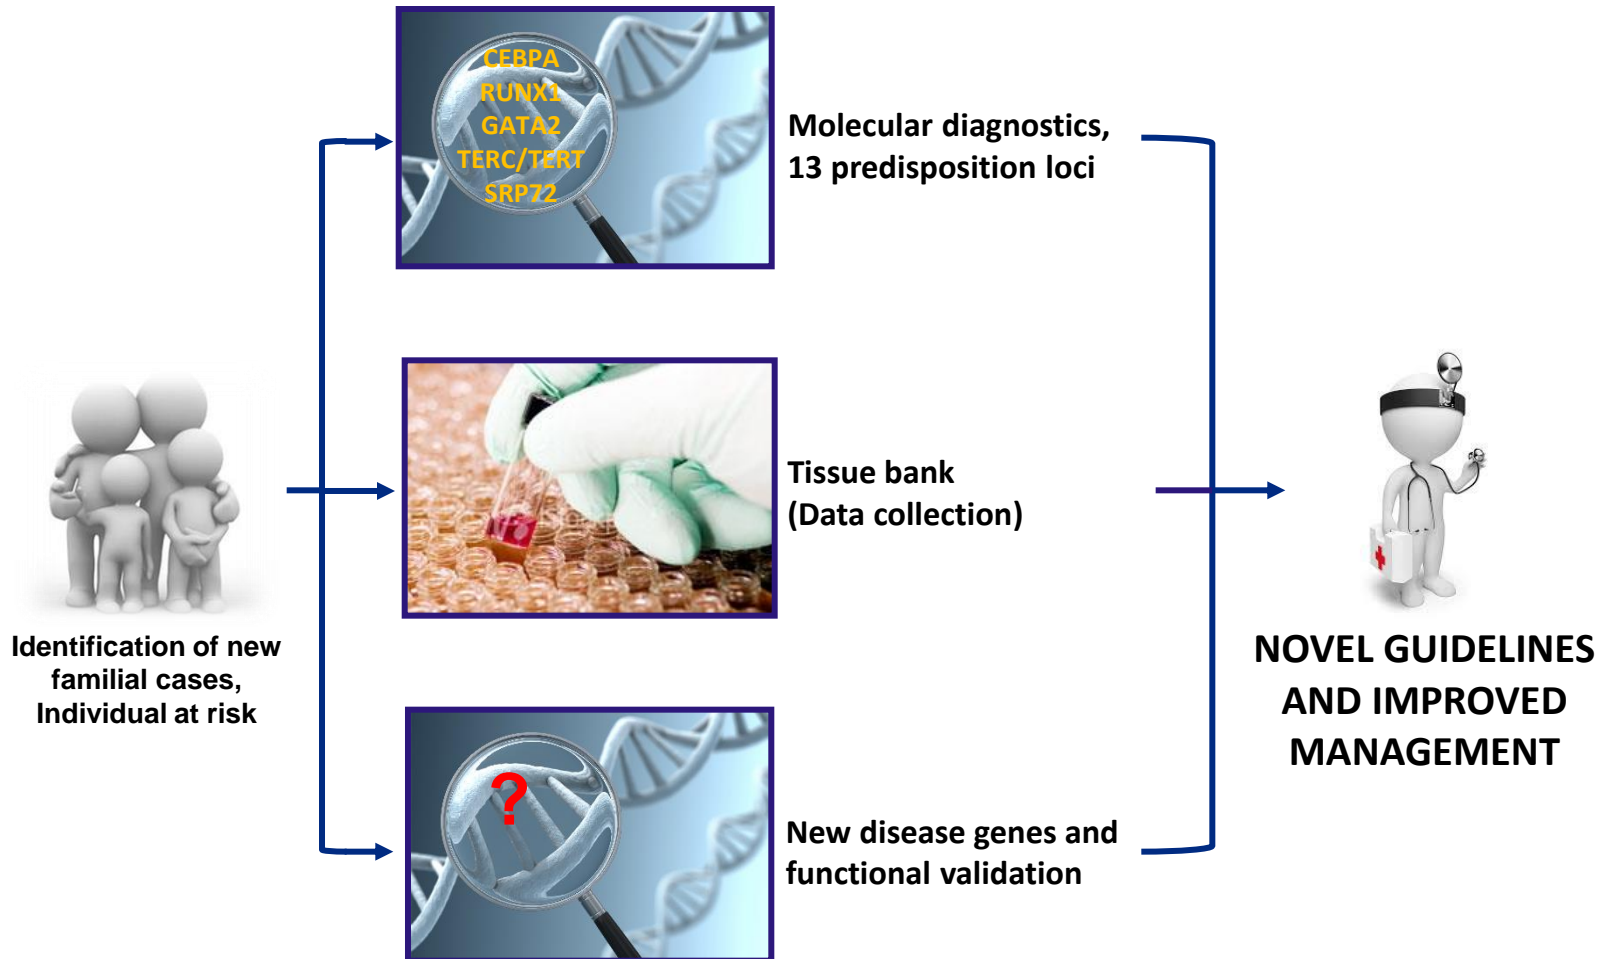 CEBPA
RUNX1
GATA2
TERC/TERT
SRP72
Molecular diagnostics,
13 predisposition loci
Tissue bank
(Data collection)
Identification of new
familial cases,
Individual at risk
NOVEL GUIDELINES
AND IMPROVED
MANAGEMENT
?
New disease genes and
functional validation